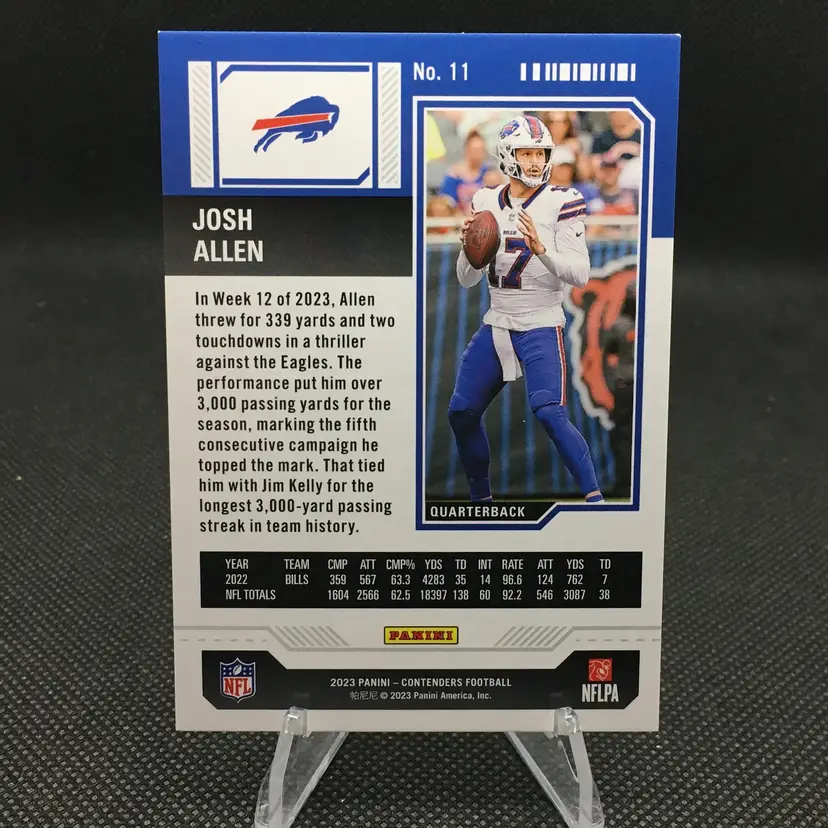 No. 11
JOSH
ALLEN
In Week 12 of 2023, Allen
threw for 339 yards and two
touchdowns in a thriller
against the Eagles. The
performance put him over
3,000 passing yards for the
season, marking the fifth
consecutive campaign he
topped the mark. That tied
him with Jim Kelly for the
longest 3,000-yard passing
streak in team history.
17
QUARTERBACK
YEAR TEAM CMP ATT CMP% YDS TD INT RATE ATT YDS TD
2022 BILLS 359 567 63.3 4283 35 14 96.6 124 762 7
NFL TOTALS 1604 2566 62.5 18397 138 60 92.2 546 3087 38
PANINI
NFL
2023 PANINI – CONTENDERS FOOTBALL
帕尼尼 © 2023 Panini America, Inc.
NFLPA